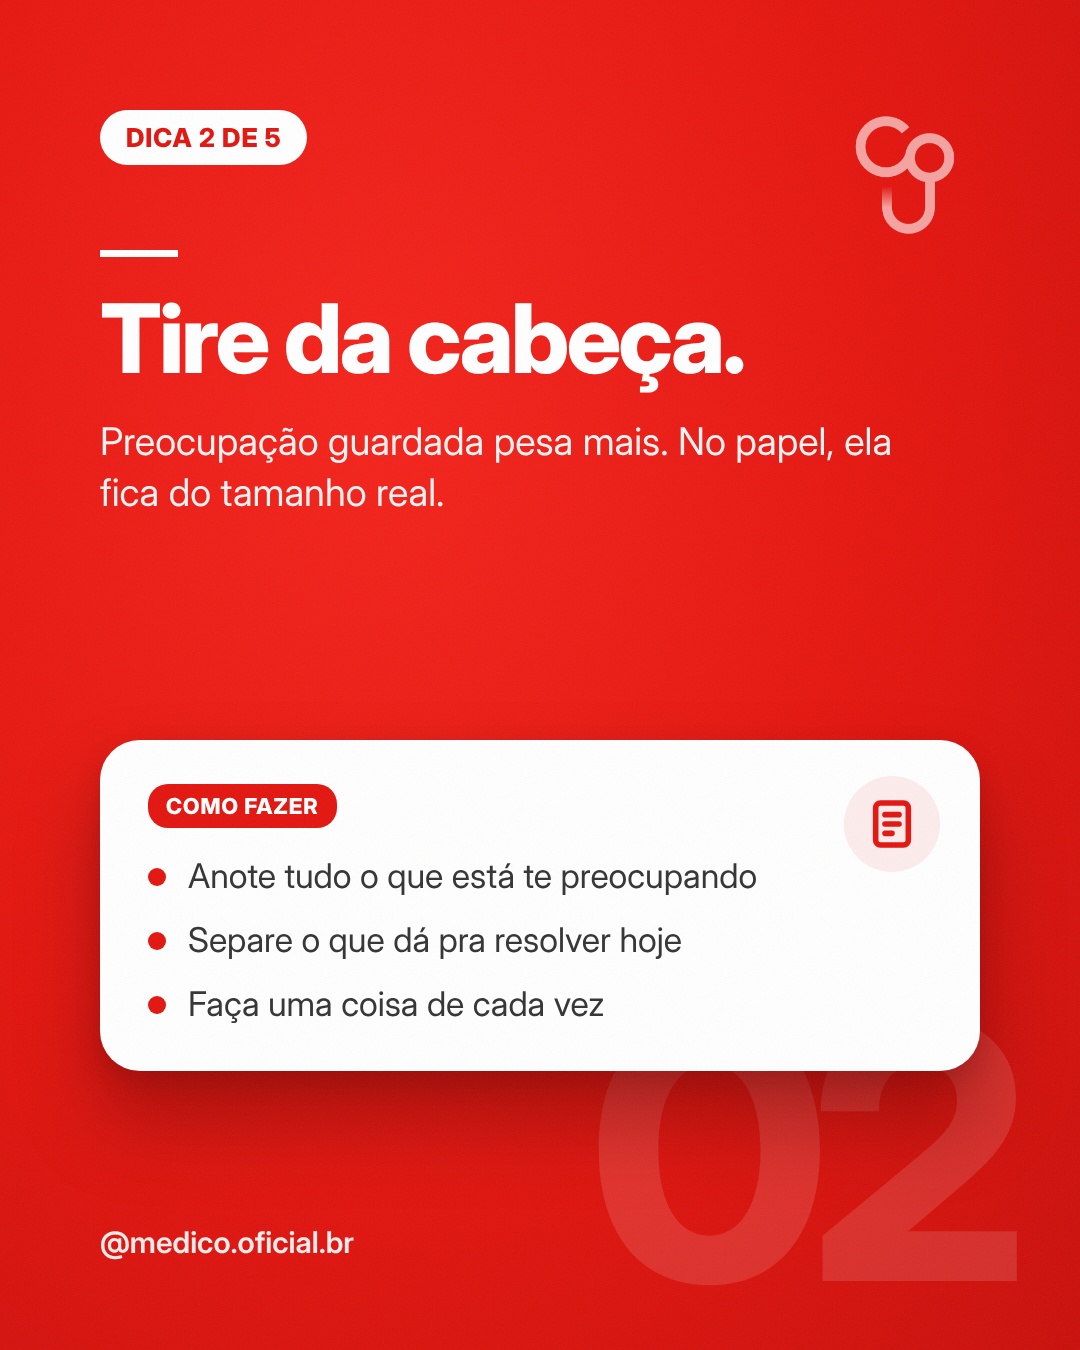 DICA 2 DE 5
Tire da cabeça.
Preocupação guardada pesa mais. No papel, ela
fica do tamanho real.
COMO FAZER
Anote tudo o que está te preocupando
Separe o que dá pra resolver hoje
Faça uma coisa de cada vez
02
@medico.oficial.br